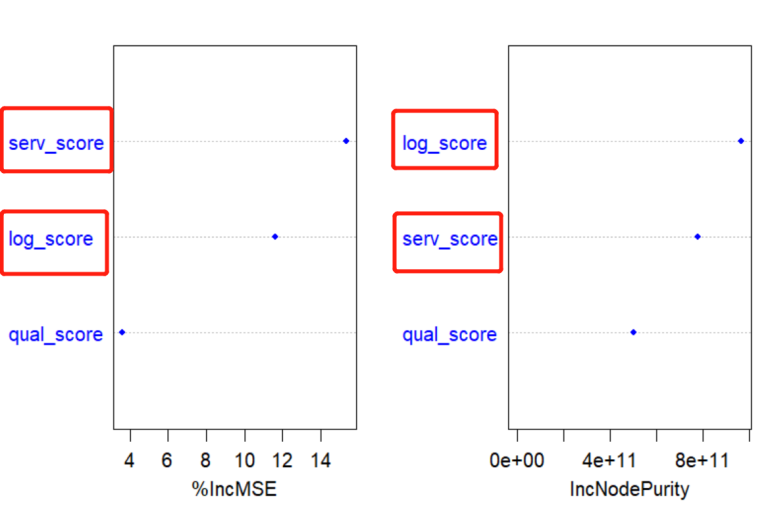 serv_score
log_score
qual_score
4 6 8 10 12 14
%IncMSE
log_score
serv_score
qual_score
0e+00 4e+11 8e+11
IncNodePurity